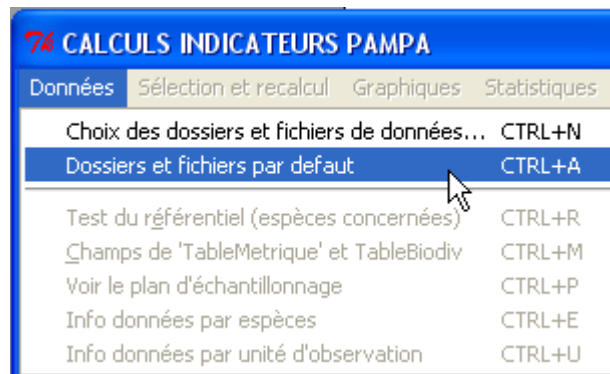 CALCULS INDICATEURS PAMPA
Données Sélection et recalcul Graphiques Statistiques
Choix des dossiers et fichiers de données... CTRL+N
Dossiers et fichiers par defaut CTRL+A
Test du référentiel (espèces concernées) CTRL+R
Champs de 'TableMetrique' et TableBiodiv CTRL+M
Voir le plan d'échantillonnage CTRL+P
Info données par espèces CTRL+E
Info données par unité d'observation CTRL+U